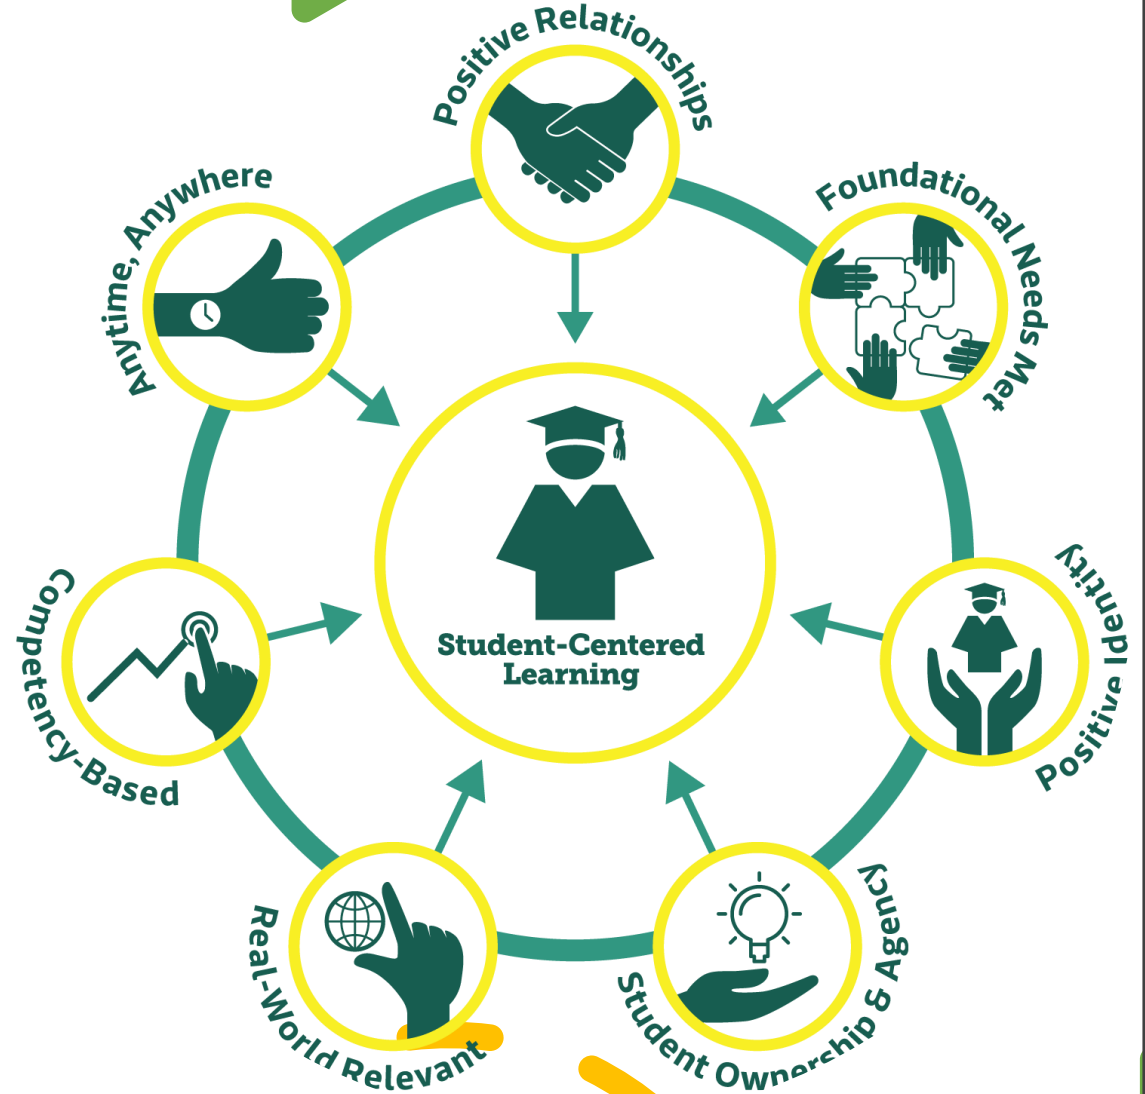 Positive Relationships
Foundational Needs Met
Positive Identity
Student Ownership & Agency
Real-World Relevant
Competency-Based
Anytime, Anywhere
Student-Centered
Learning